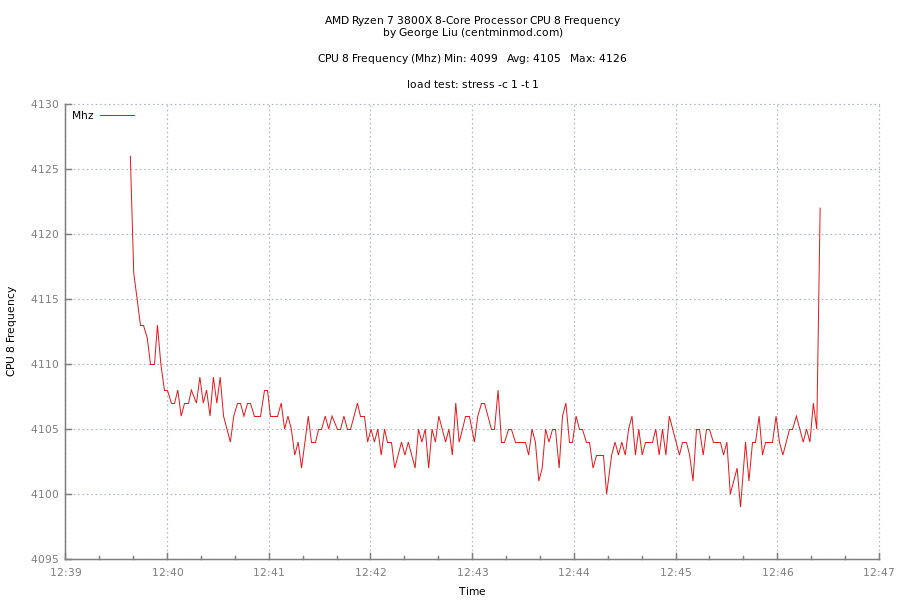 AMD Ryzen 7 3800X 8-Core Processor CPU 8 Frequency
by George Liu (centminmod.com)
CPU 8 Frequency (Mhz) Min: 4099 Avg: 4105 Max: 4126
load test: stress -c 1 -t 1
Mhz
4130
4125
4120
4115
4110
4105
4100
4095
CPU 8 Frequency
12:39 12:40 12:41 12:42 12:43 12:44 12:45 12:46 12:47
Time